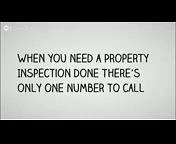 WHEN YOU NEED A PROPERTY
INSPECTION DONE THERE'S
ONLY ONE NUMBER TO CALL